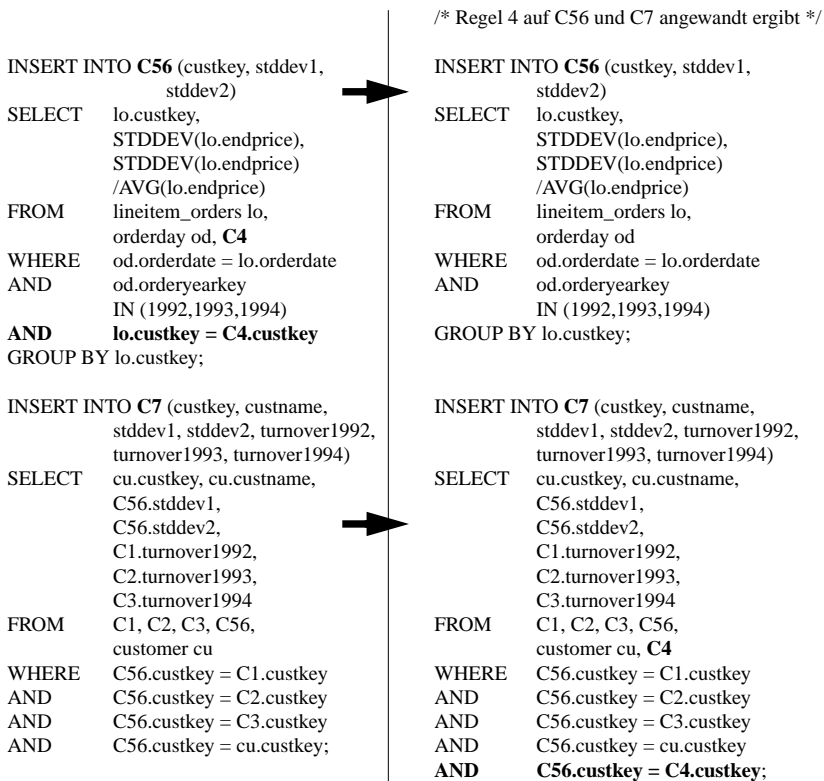 /* Regel 4 auf C56 und C7 angewandt ergibt */
INSERT INTO C56 (custkey, stddev1,
stddev2)
SELECT lo.custkey,
STDDEV(lo.endprice),
STDDEV(lo.endprice)
/AVG(lo.endprice)
FROM lineitem_orders lo,
orderday od, C4
WHERE od.orderdate = lo.orderdate
AND od.orderyearkey
IN (1992,1993,1994)
AND lo.custkey = C4.custkey
GROUP BY lo.custkey;
INSERT INTO C7 (custkey, custname,
stddev1, stddev2, turnover1992,
turnover1993, turnover1994)
SELECT cu.custkey, cu.custname,
C56.stddev1,
C56.stddev2,
C1.turnover1992,
C2.turnover1993,
C3.turnover1994
FROM C1, C2, C3, C56,
customer cu
WHERE C56.custkey = C1.custkey
AND C56.custkey = C2.custkey
AND C56.custkey = C3.custkey
AND C56.custkey = cu.custkey;
INSERT INTO C56 (custkey, stddev1,
stddev2)
SELECT lo.custkey,
STDDEV(lo.endprice),
STDDEV(lo.endprice)
/AVG(lo.endprice)
FROM lineitem_orders lo,
orderday od
WHERE od.orderdate = lo.orderdate
AND od.orderyearkey
IN (1992,1993,1994)
GROUP BY lo.custkey;
INSERT INTO C7 (custkey, custname,
stddev1, stddev2, turnover1992,
turnover1993, turnover1994)
SELECT cu.custkey, cu.custname,
C56.stddev1,
C56.stddev2,
C1.turnover1992,
C2.turnover1993,
C3.turnover1994
FROM C1, C2, C3, C56,
customer cu, C4
WHERE C56.custkey = C1.custkey
AND C56.custkey = C2.custkey
AND C56.custkey = C3.custkey
AND C56.custkey = cu.custkey
AND C56.custkey = C4.custkey;